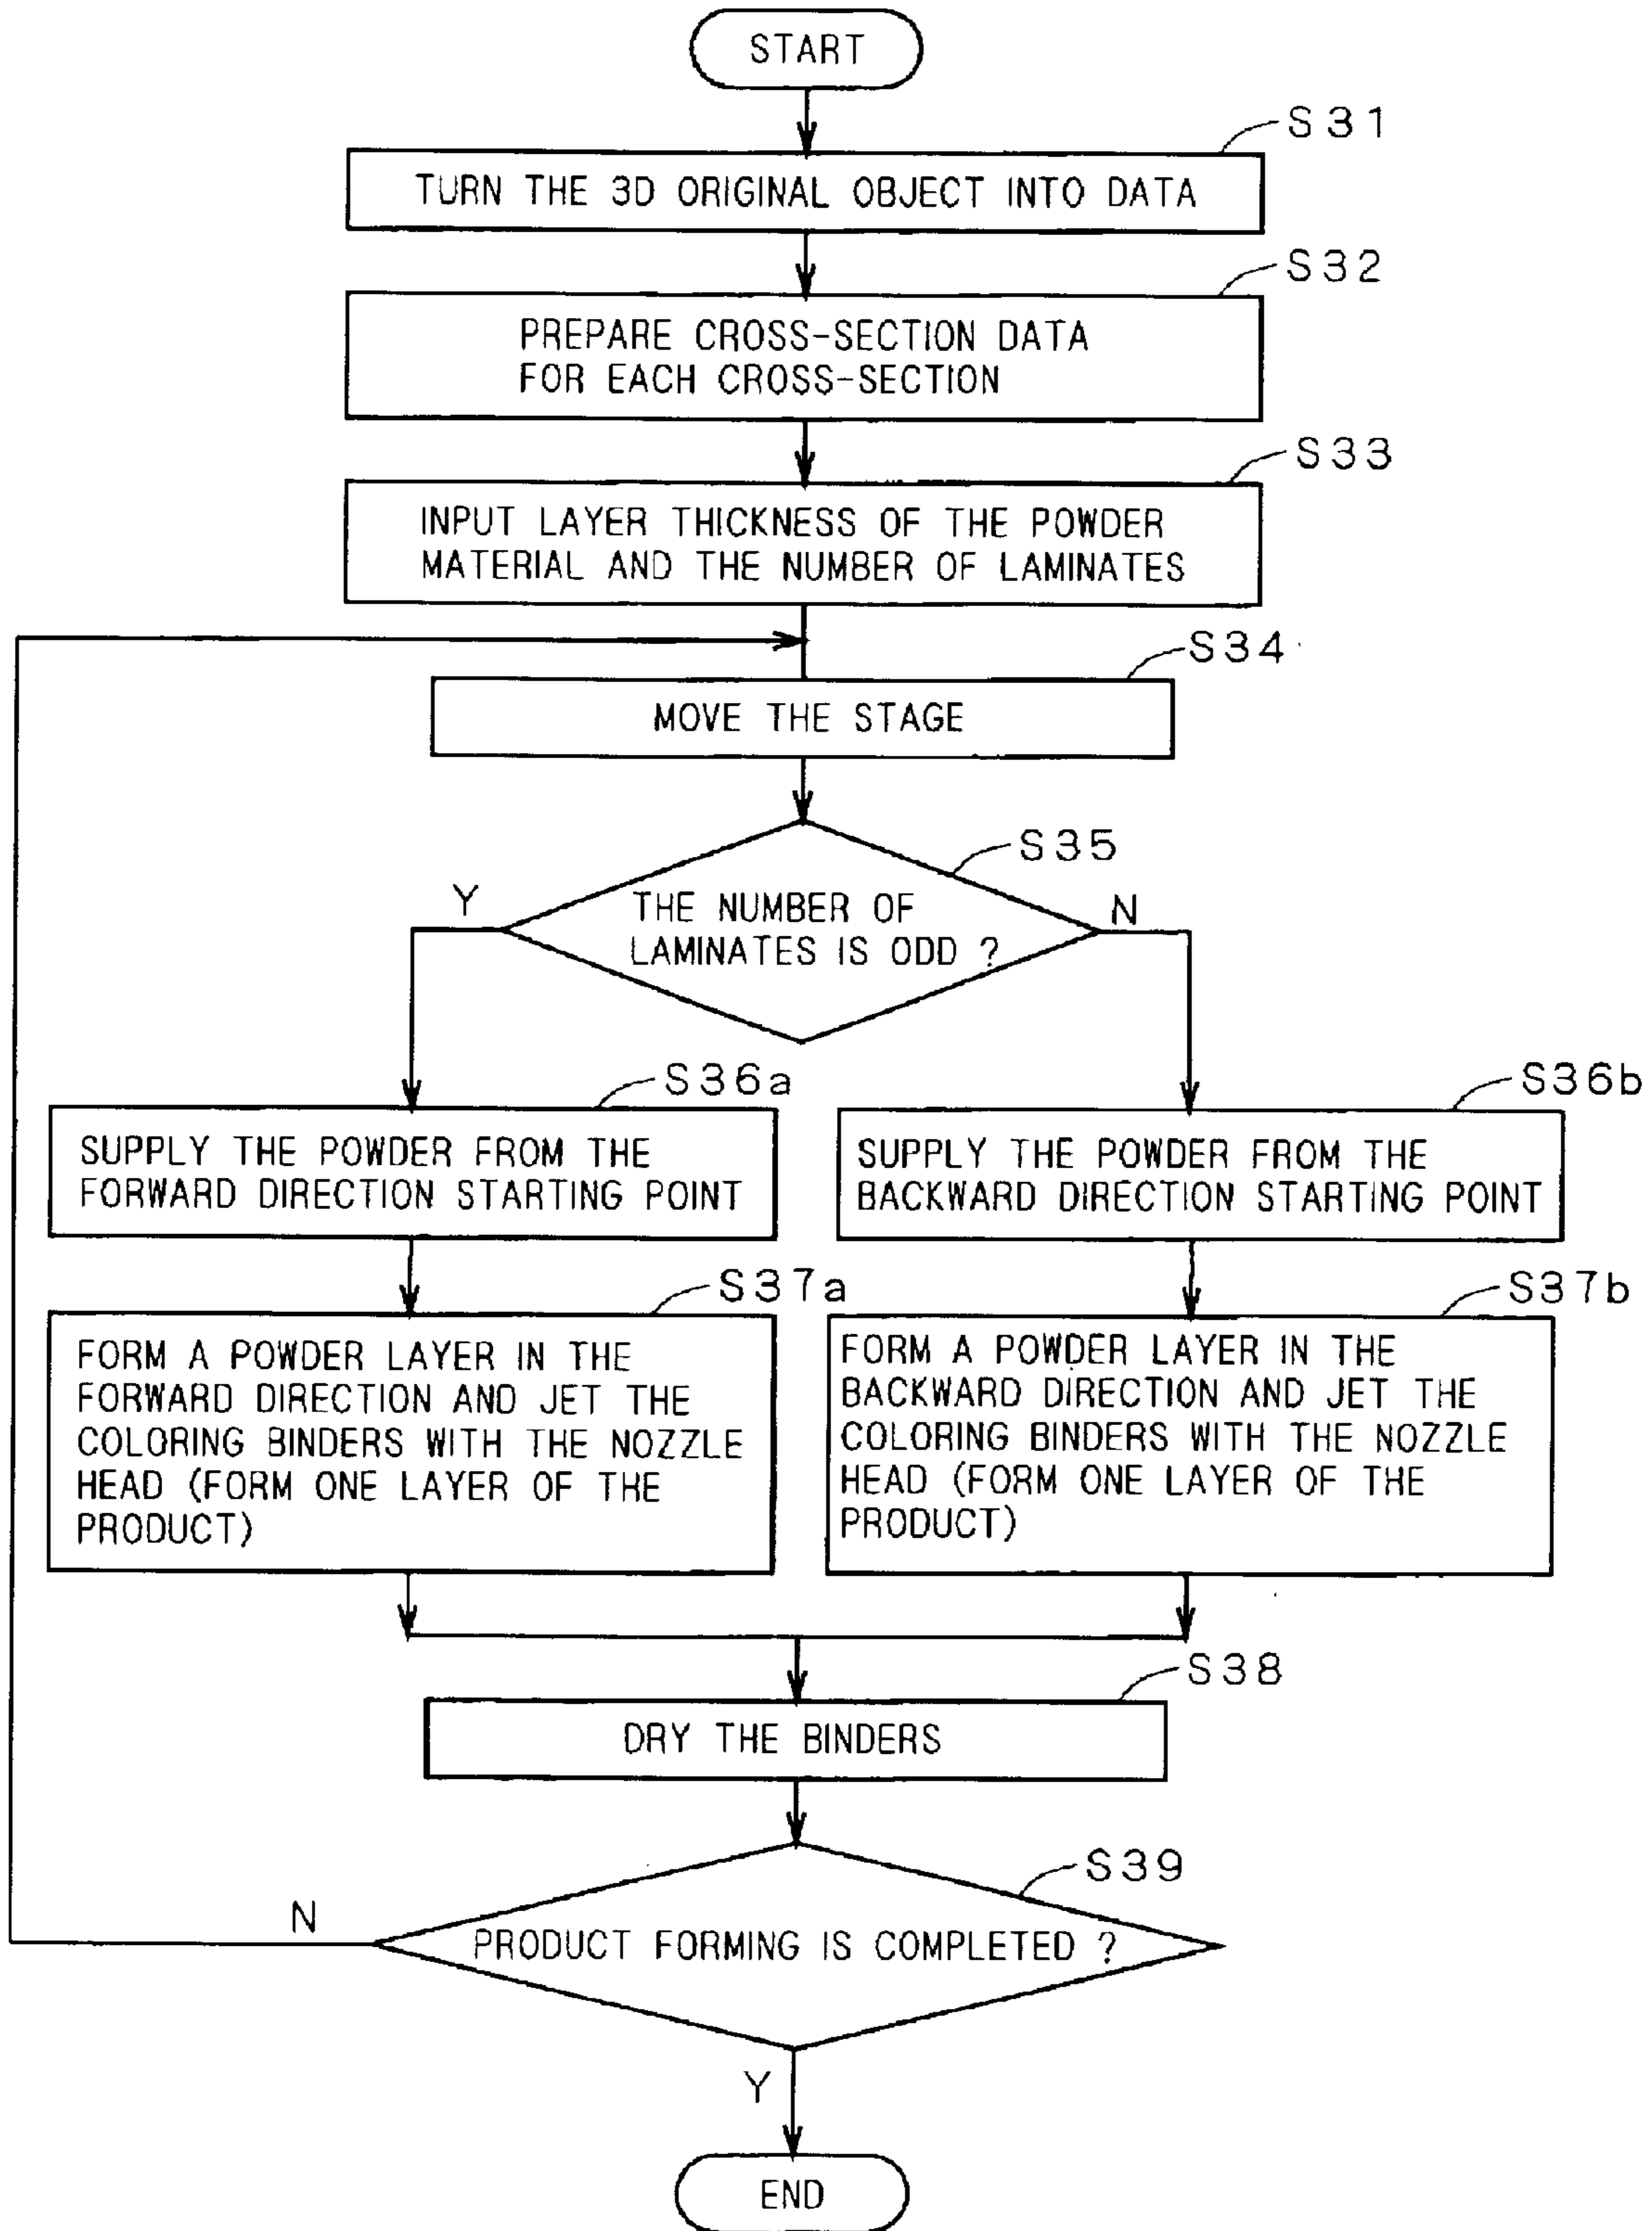 START
S31
TURN THE 3D ORIGINAL OBJECT INTO DATA
S32
PREPARE CROSS-SECTION DATA
FOR EACH CROSS-SECTION
S33
INPUT LAYER THICKNESS OF THE POWDER
MATERIAL AND THE NUMBER OF LAMINATES
S34
MOVE THE STAGE
S35
THE NUMBER OF
LAMINATES IS ODD ?
Y
N
S36a
SUPPLY THE POWDER FROM THE
FORWARD DIRECTION STARTING POINT
S36b
SUPPLY THE POWDER FROM THE
BACKWARD DIRECTION STARTING POINT
S37a
FORM A POWDER LAYER IN THE
FORWARD DIRECTION AND JET THE
COLORING BINDERS WITH THE NOZZLE
HEAD (FORM ONE LAYER OF THE
PRODUCT)
S37b
FORM A POWDER LAYER IN THE
BACKWARD DIRECTION AND JET THE
COLORING BINDERS WITH THE NOZZLE
HEAD (FORM ONE LAYER OF THE
PRODUCT)
S38
DRY THE BINDERS
S39
PRODUCT FORMING IS COMPLETED ?
N
Y
END